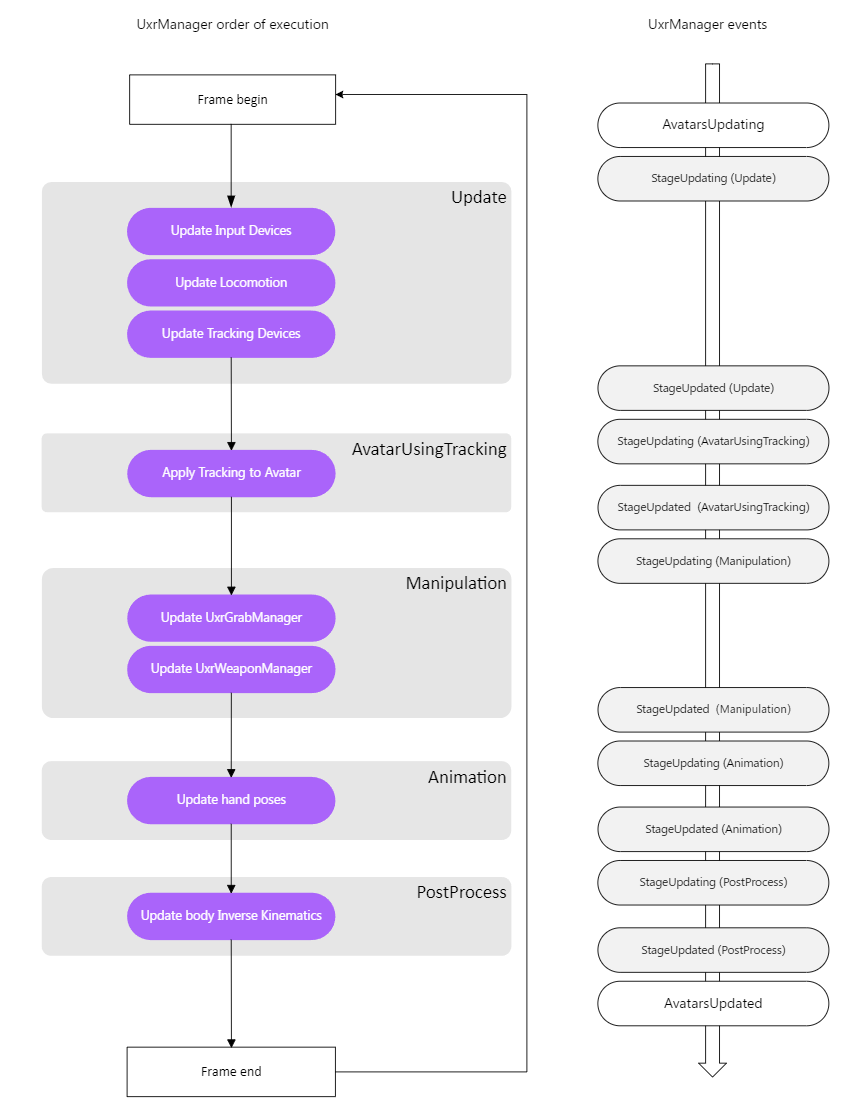 UxrManager order of execution
Frame begin
Update
Update Input Devices
Update Locomotion
Update Tracking Devices
AvatarUsingTracking
Apply Tracking to Avatar
Manipulation
Update UxrGrabManager
Update UxrWeaponManager
Animation
Update hand poses
PostProcess
Update body Inverse Kinematics
Frame end
UxrManager events
AvatarsUpdating
StageUpdating (Update)
StageUpdated (Update)
StageUpdating (AvatarUsingTracking)
StageUpdated (AvatarUsingTracking)
StageUpdating (Manipulation)
StageUpdated (Manipulation)
StageUpdating (Animation)
StageUpdated (Animation)
StageUpdating (PostProcess)
StageUpdated (PostProcess)
AvatarsUpdated